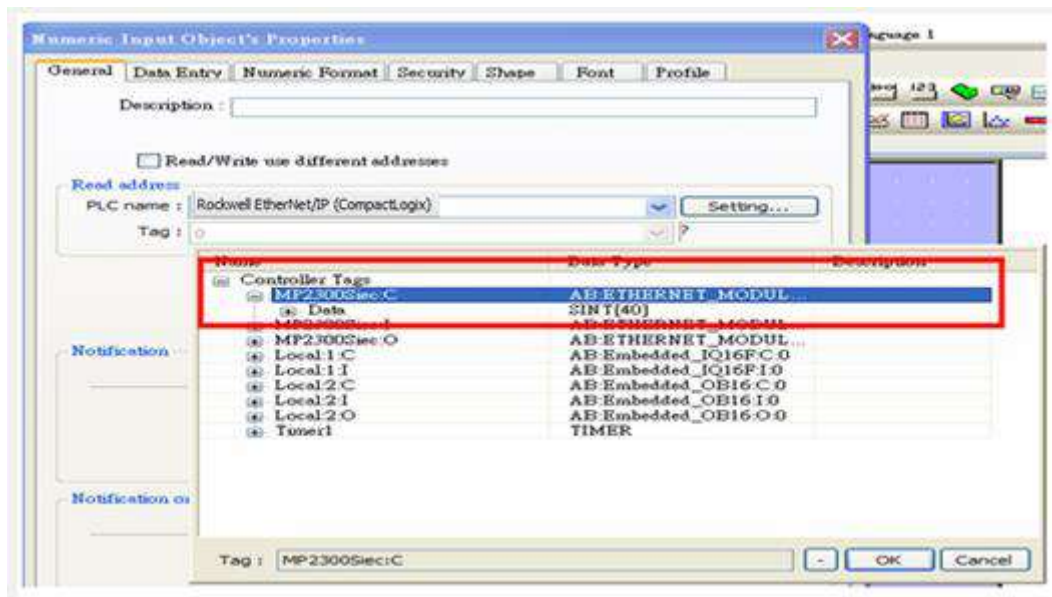 Numeric Input Object's Properties
General Data Entry Numeric Format Security Shape Font Profile
Description :
Read/Write use different addresses
Read address
PLC name : Rockwell EtherNet/IP (CompactLogix) Setting...
Tag : 0 ?
Name Data Type Description
Controller Tags
MP2300Siec:C AB:ETHERNET_MODUL...
Data SINT[40]
MP2300Siec:I AB:ETHERNET_MODUL...
MP2300Siec:O AB:ETHERNET_MODUL...
Local:1:C AB:Embedded_IQ16F:C:0
Local:1:I AB:Embedded_IQ16F:I:0
Local:2:C AB:Embedded_OB16:C:0
Local:2:I AB:Embedded_OB16:I:0
Local:2:O AB:Embedded_OB16:O:0
Timer1 TIMER
Notification
Notification on
Tag : MP2300Siec:C - OK Cancel